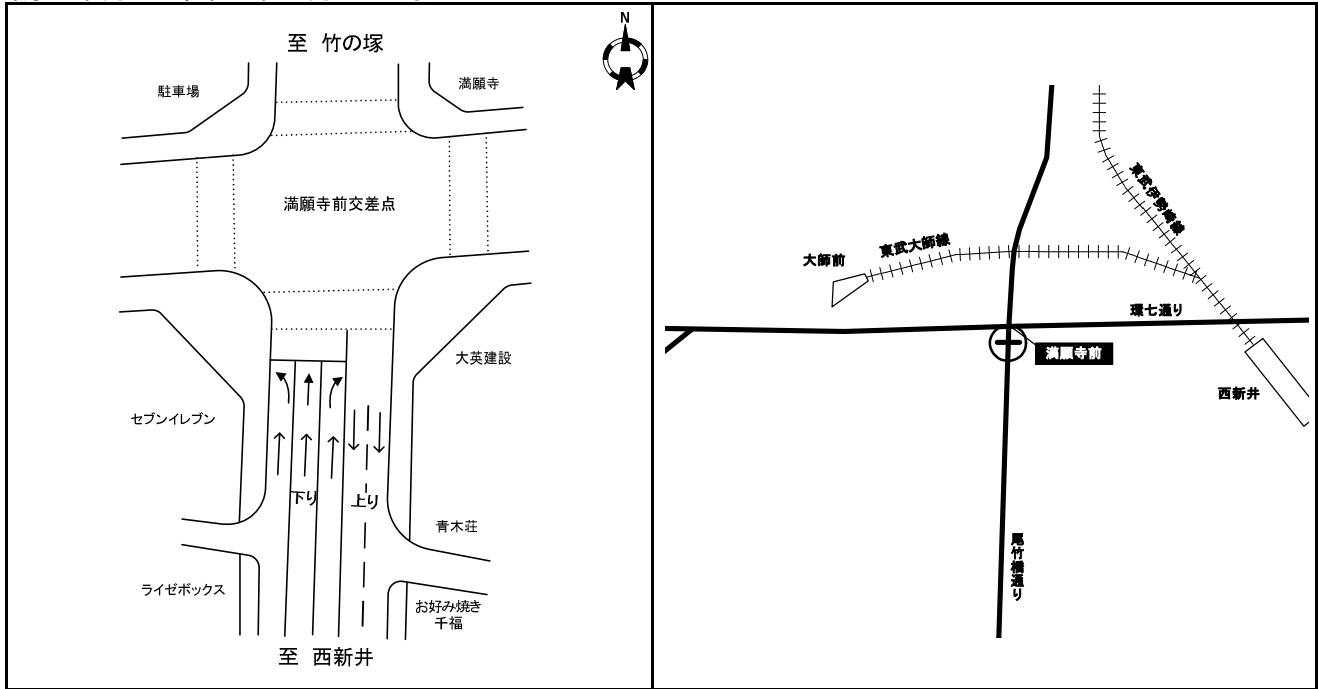 至 竹の塚
N
駐車場
満願寺
満願寺前交差点
大英建設
セブンイレブン
下り
上り
青木荘
ライゼボックス
お好み焼き
千福
至 西新井
東武伊勢崎線
東武大師線
大師前
環七通り
満願寺前
西新井
尾竹橋通り